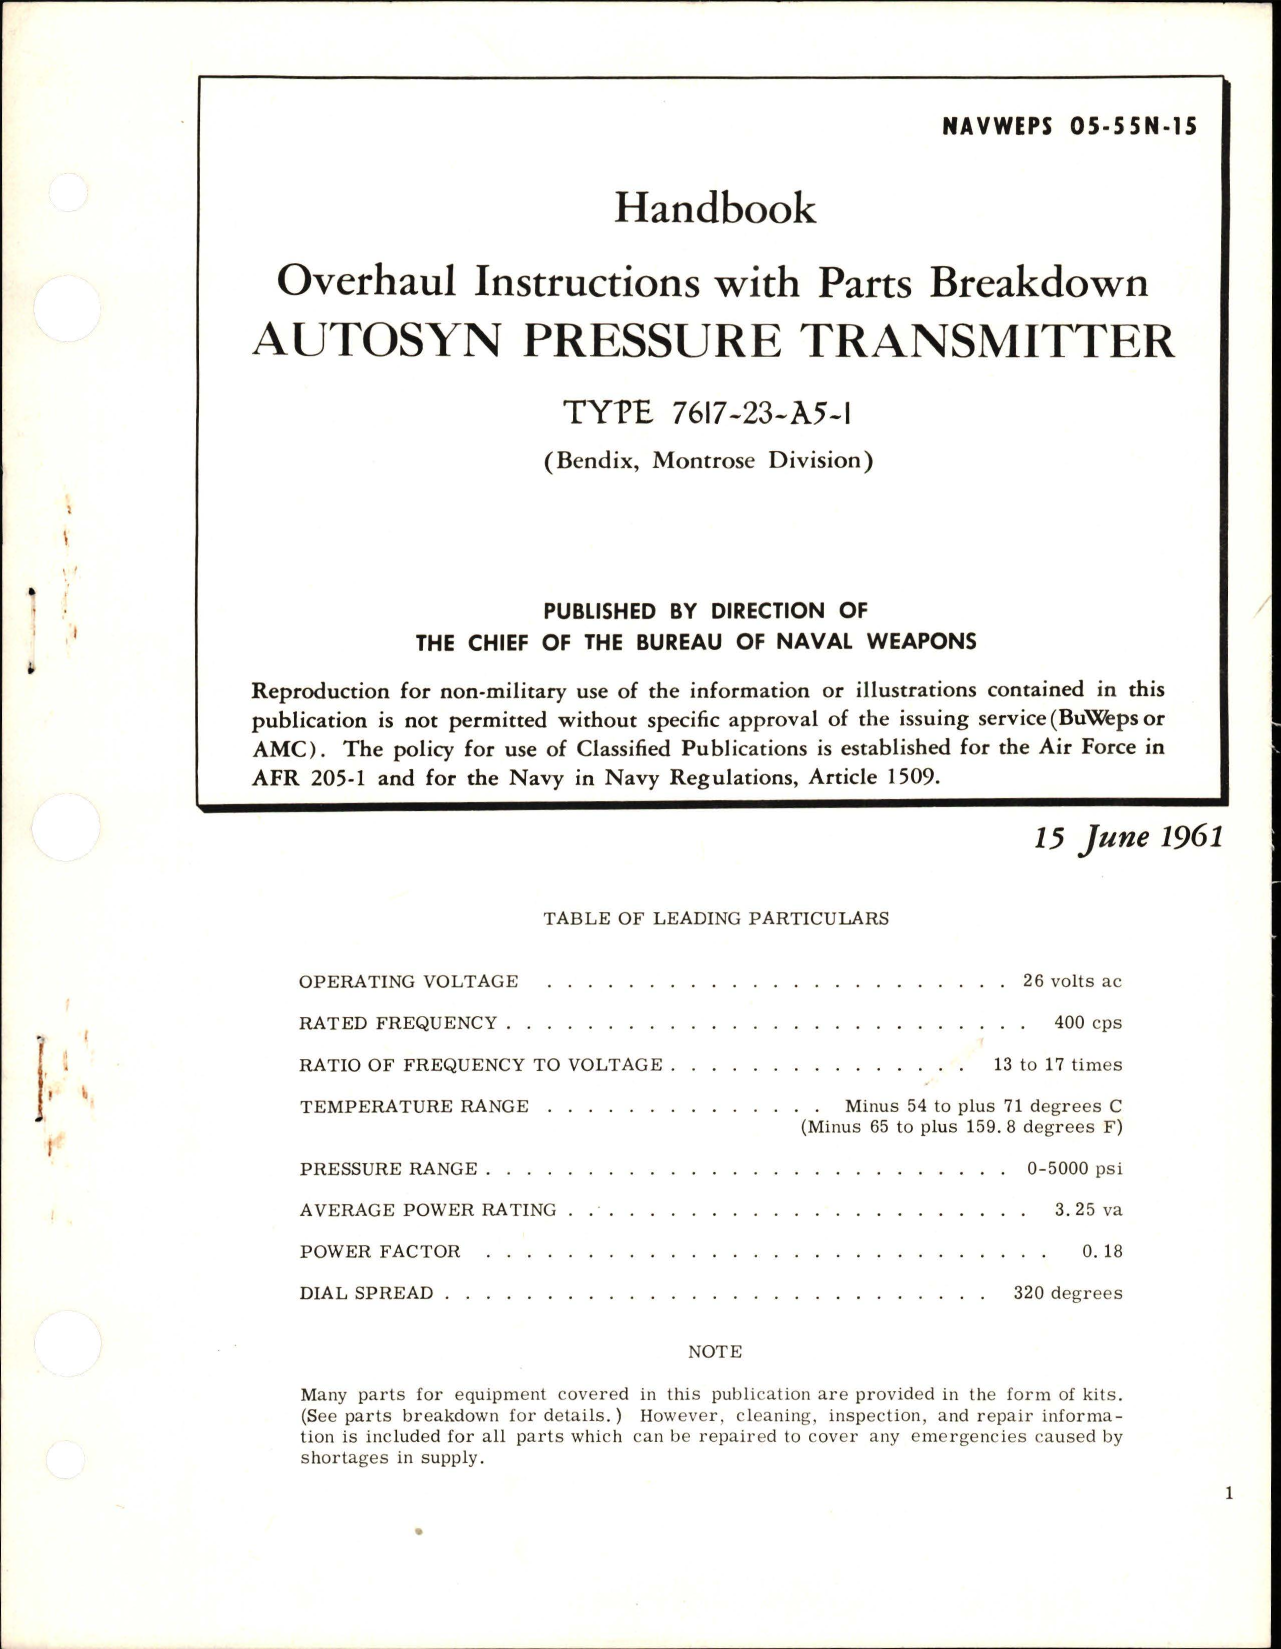 NAVWEPS 05-55N-15
Handbook
Overhaul Instructions with Parts Breakdown
AUTOSYN PRESSURE TRANSMITTER
TYPE 7617-23-A5-1
(Bendix, Montrose Division)
PUBLISHED BY DIRECTION OF
THE CHIEF OF THE BUREAU OF NAVAL WEAPONS
Reproduction for non-military use of the information or illustrations contained in this
publication is not permitted without specific approval of the issuing service (BuWeps or
AMC). The policy for use of Classified Publications is established for the Air Force in
AFR 205-1 and for the Navy in Navy Regulations, Article 1509.
15 June 1961
TABLE OF LEADING PARTICULARS
OPERATING VOLTAGE . . . . . . . . . . . . . . . . . . . . . . . 26 volts ac
RATED FREQUENCY . . . . . . . . . . . . . . . . . . . . . . . . . . 400 cps
RATIO OF FREQUENCY TO VOLTAGE . . . . . . . . . . . . . . . 13 to 17 times
TEMPERATURE RANGE . . . . . . . . . . . . . . Minus 54 to plus 71 degrees C
(Minus 65 to plus 159.8 degrees F)
PRESSURE RANGE . . . . . . . . . . . . . . . . . . . . . . . . . . 0-5000 psi
AVERAGE POWER RATING . . . . . . . . . . . . . . . . . . . . . . . 3.25 va
POWER FACTOR . . . . . . . . . . . . . . . . . . . . . . . . . . . . 0.18
DIAL SPREAD . . . . . . . . . . . . . . . . . . . . . . . . . . . 320 degrees
NOTE
Many parts for equipment covered in this publication are provided in the form of kits.
(See parts breakdown for details.) However, cleaning, inspection, and repair informa-
tion is included for all parts which can be repaired to cover any emergencies caused by
shortages in supply.
1